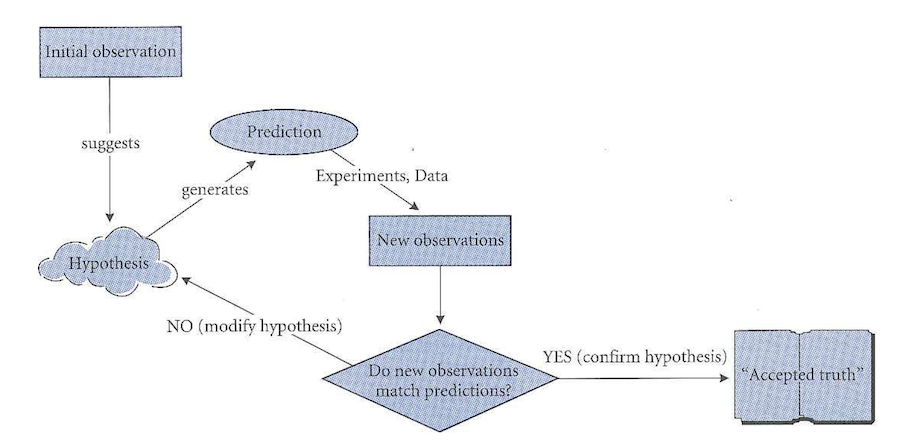 Initial observation
suggests
Prediction
generates
Experiments, Data
New observations
Hypothesis
NO (modify hypothesis)
Do new observations
match predictions?
YES (confirm hypothesis)
“Accepted truth”